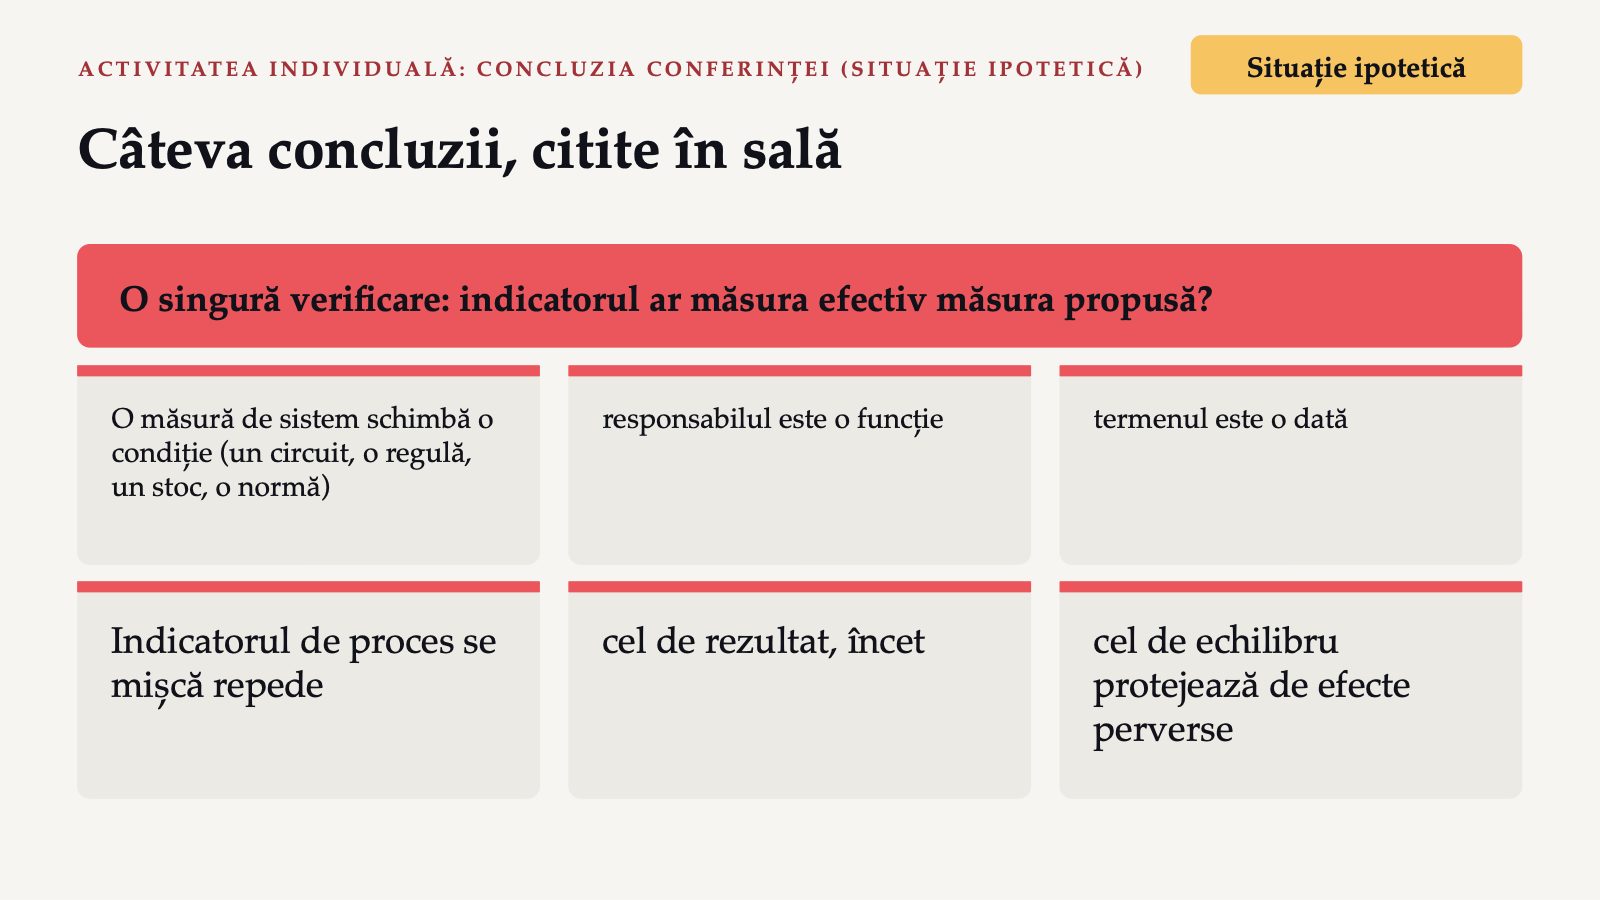 ACTIVITATEA INDIVIDUALĂ: CONCLUZIA CONFERINȚEI (SITUAȚIE IPOTETICĂ)
Situație ipotetică
Câteva concluzii, citite în sală
O singură verificare: indicatorul ar măsura efectiv măsura propusă?
O măsură de sistem schimbă o
condiție (un circuit, o regulă,
un stoc, o normă)
responsabilul este o funcție
termenul este o dată
Indicatorul de proces se
mișcă repede
cel de rezultat, încet
cel de echilibru
protejează de efecte
perverse